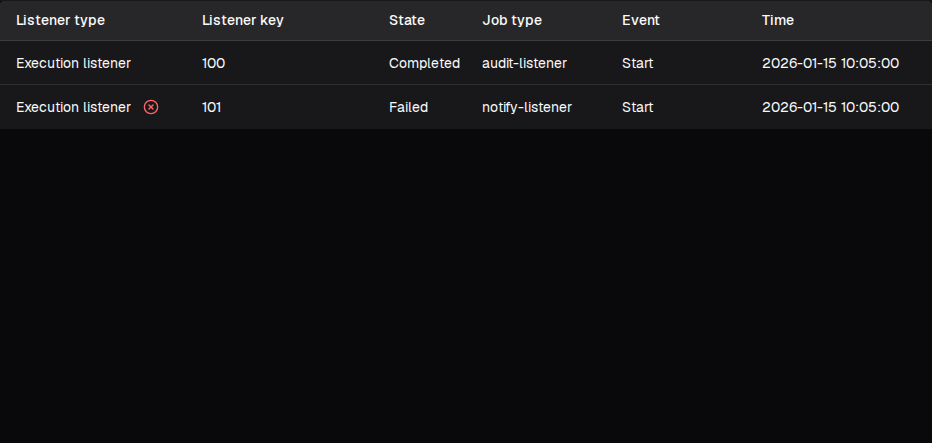 Listener type Listener key State Job type Event Time
Execution listener 100 Completed audit-listener Start 2026-01-15 10:05:00
Execution listener 101 Failed notify-listener Start 2026-01-15 10:05:00